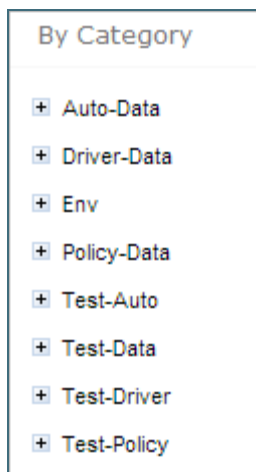 By Category
Auto-Data
Driver-Data
Env
Policy-Data
Test-Auto
Test-Data
Test-Driver
Test-Policy